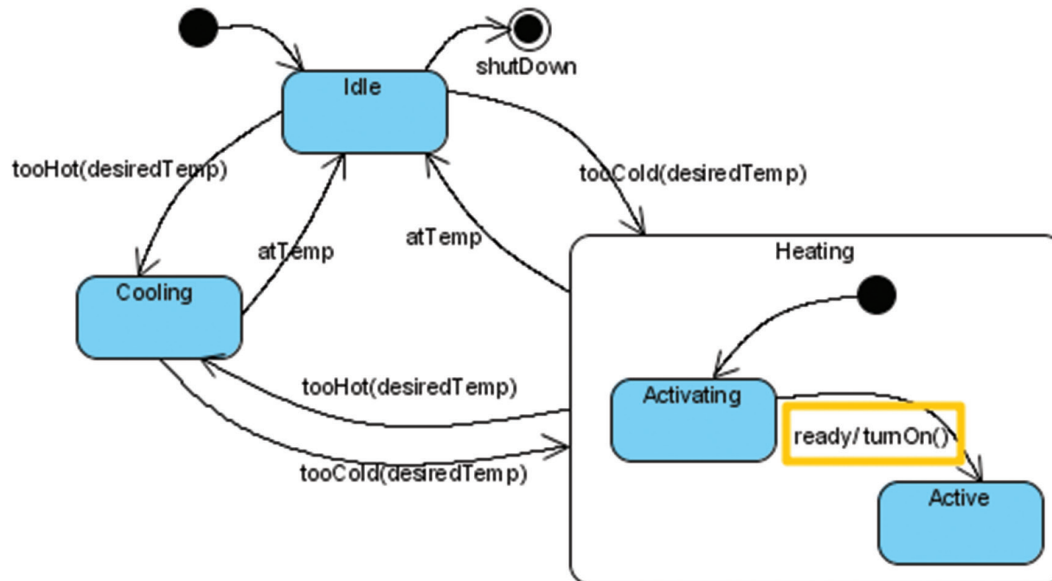 shutDown
Idle
tooHot(desiredTemp)
tooCold(desiredTemp)
atTemp
atTemp
Heating
Cooling
tooHot(desiredTemp)
Activating
ready/ turnOn()
tooCold(desiredTemp)
Active